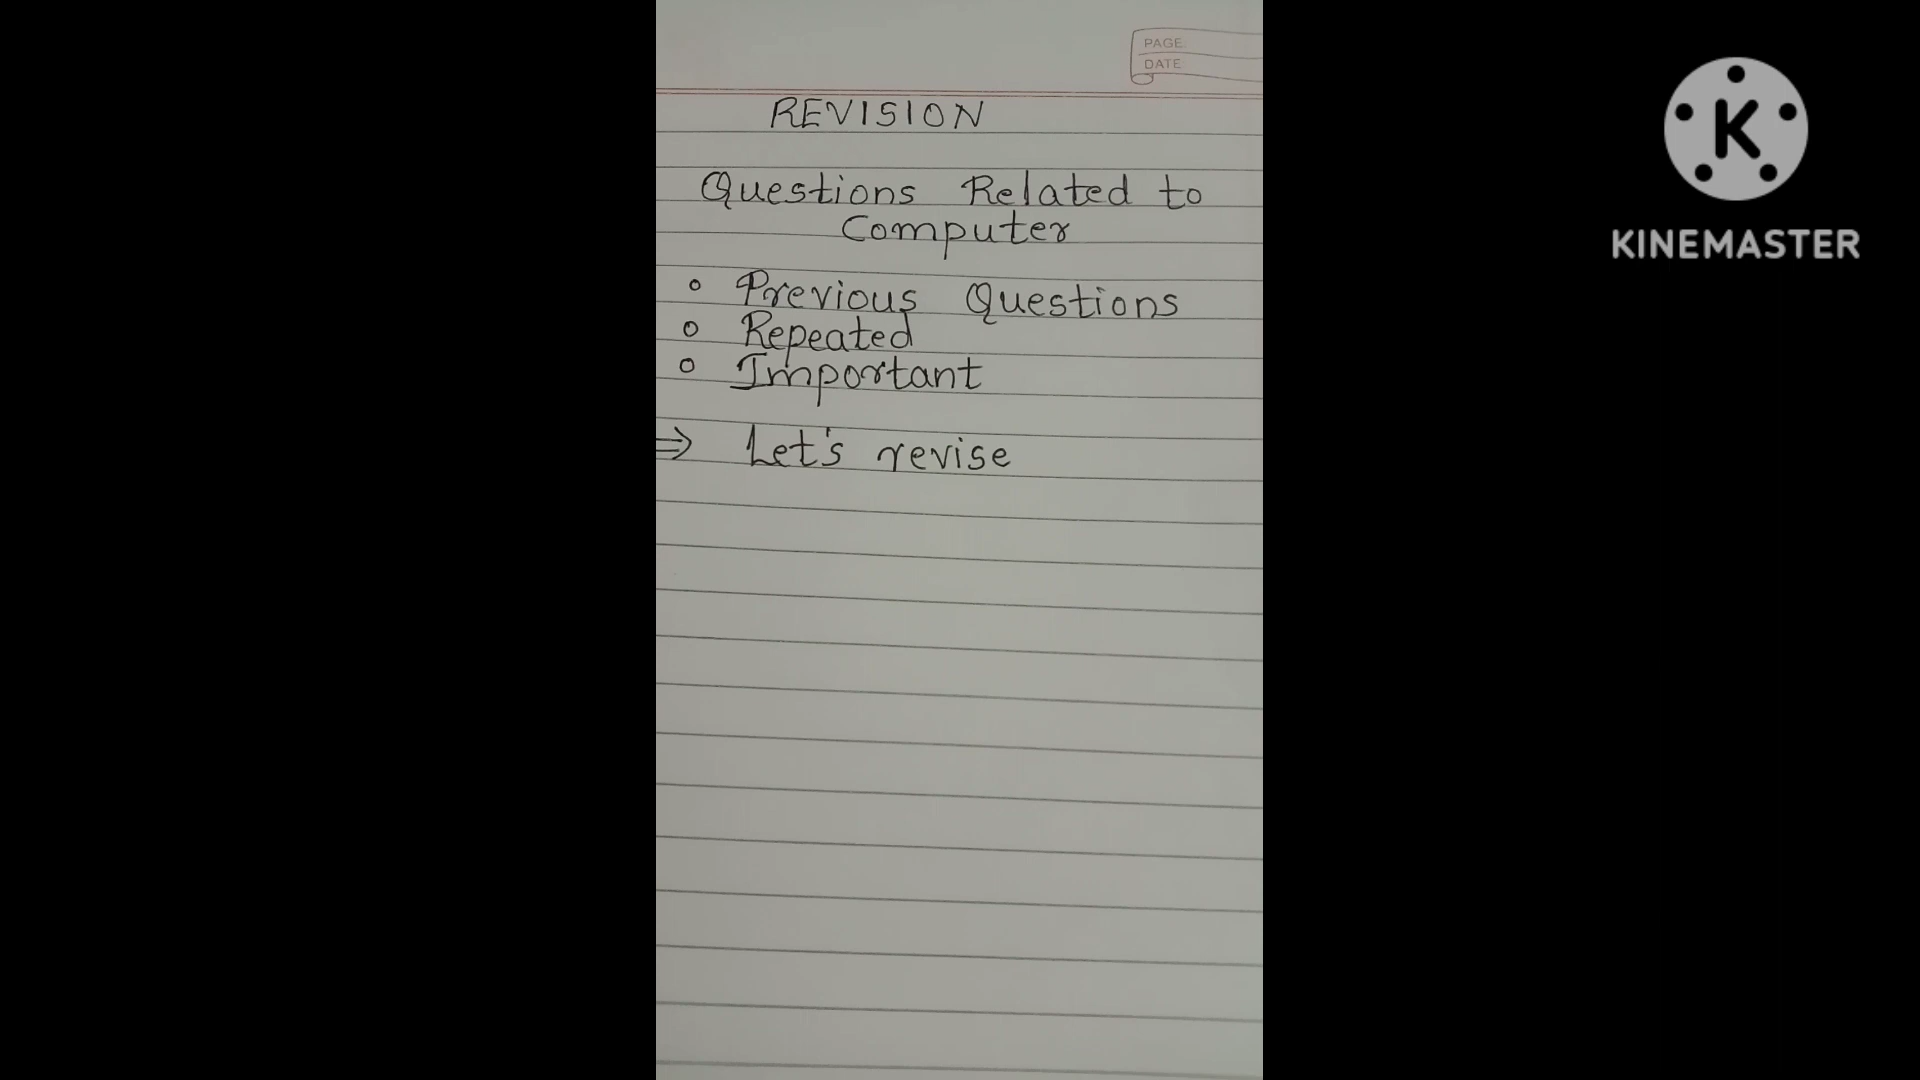 PAGE
DATE
REVISION
Questions Related to
Computer
Previous Questions
Repeated
Important
⇒ Let's revise
K
KINEMASTER